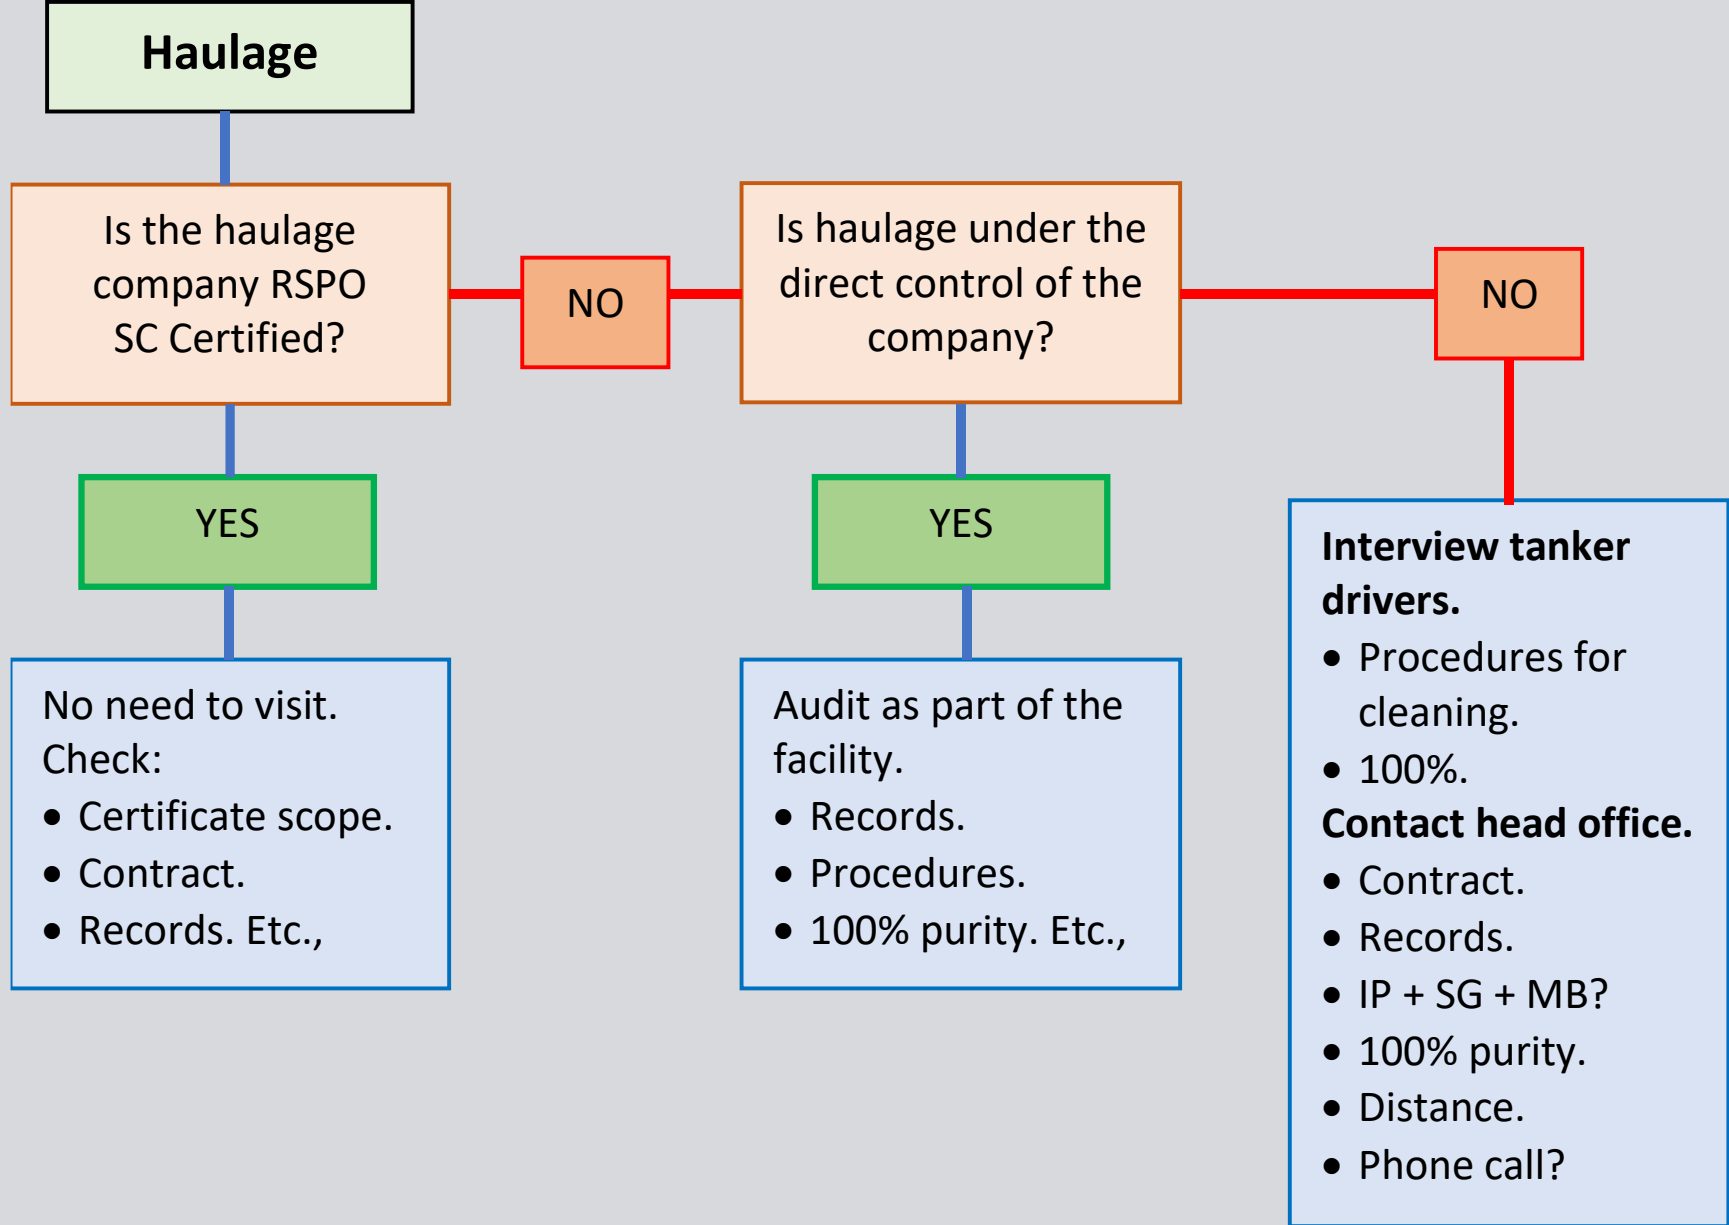 Haulage
Is the haulage
company RSPO
SC Certified?
NO
Is haulage under the
direct control of the
company?
NO
YES
YES
No need to visit.
Check:
• Certificate scope.
• Contract.
• Records. Etc.,
Audit as part of the
facility.
• Records.
• Procedures.
• 100% purity. Etc.,
Interview tanker
drivers.
• Procedures for
cleaning.
• 100%.
Contact head office.
• Contract.
• Records.
• IP + SG + MB?
• 100% purity.
• Distance.
• Phone call?